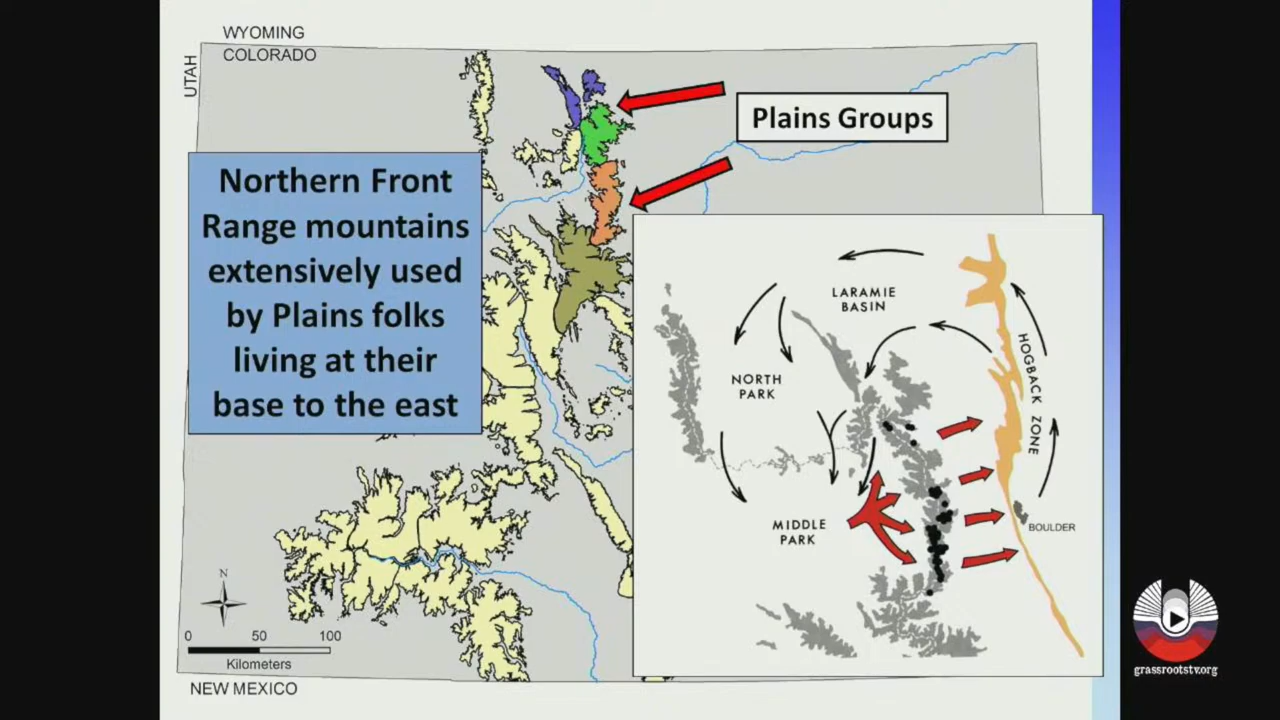 WYOMING
COLORADO
UTAH
Plains Groups
Northern Front
Range mountains
extensively used
by Plains folks
living at their
base to the east
LARAMIE
BASIN
HOGBACK ZONE
NORTH
PARK
MIDDLE
PARK
BOULDER
N
0 50 100
Kilometers
NEW MEXICO
grassrootstv.org